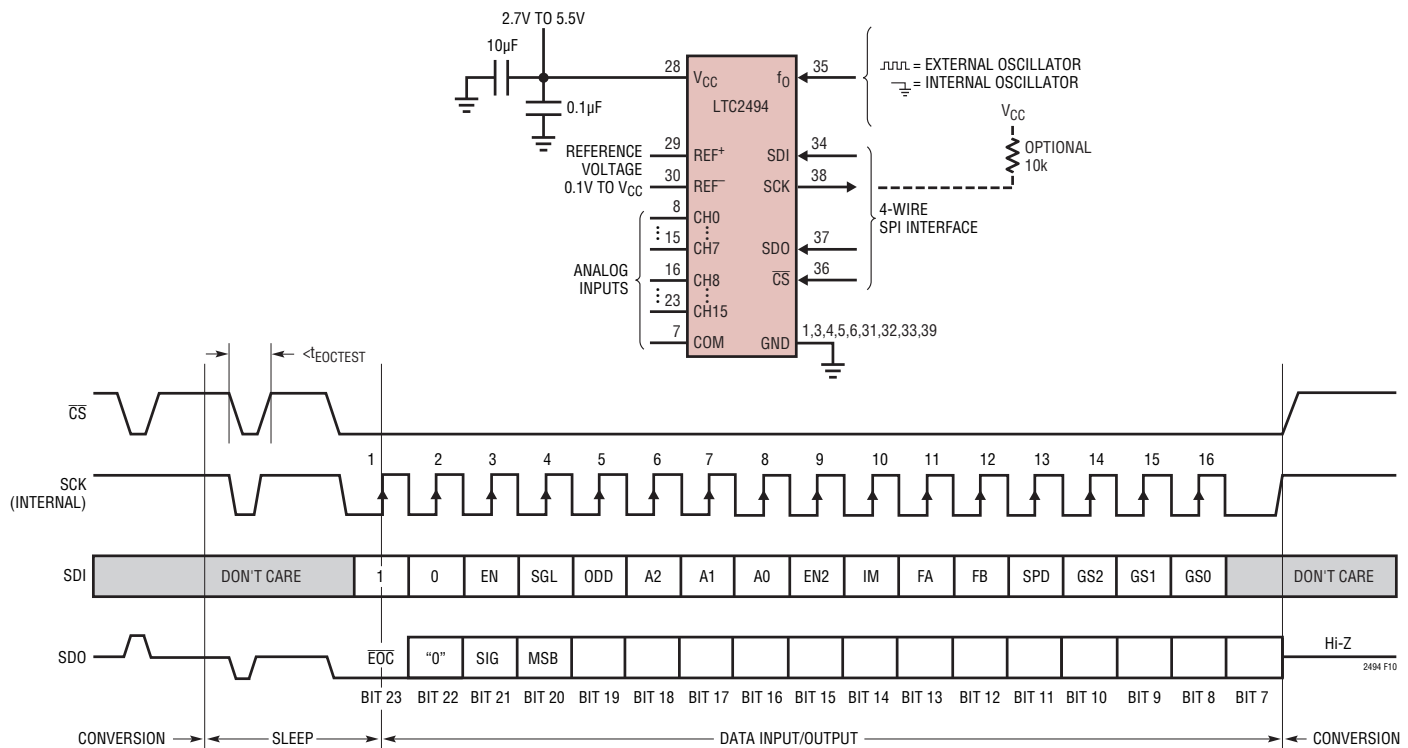 2.7V TO 5.5V
10µF
0.1µF
28
VCC
fO
35
LTC2494
= EXTERNAL OSCILLATOR
= INTERNAL OSCILLATOR
VCC
OPTIONAL
10k
REFERENCE
VOLTAGE
0.1V TO VCC
29
REF+
30
REF–
SDI
34
SCK
38
4-WIRE
SPI INTERFACE
ANALOG
INPUTS
8
CH0
15
CH7
16
CH8
23
CH15
7
COM
SDO
37
CS
36
GND
1,3,4,5,6,31,32,33,39
<tEOCTEST
CS
SCK
(INTERNAL)
1 2 3 4 5 6 7 8 9 10 11 12 13 14 15 16
SDI DON'T CARE 1 0 EN SGL ODD A2 A1 A0 EN2 IM FA FB SPD GS2 GS1 GS0 DON'T CARE
SDO EOC “0” SIG MSB Hi-Z
2494 F10
BIT 23 BIT 22 BIT 21 BIT 20 BIT 19 BIT 18 BIT 17 BIT 16 BIT 15 BIT 14 BIT 13 BIT 12 BIT 11 BIT 10 BIT 9 BIT 8 BIT 7
CONVERSION SLEEP DATA INPUT/OUTPUT CONVERSION